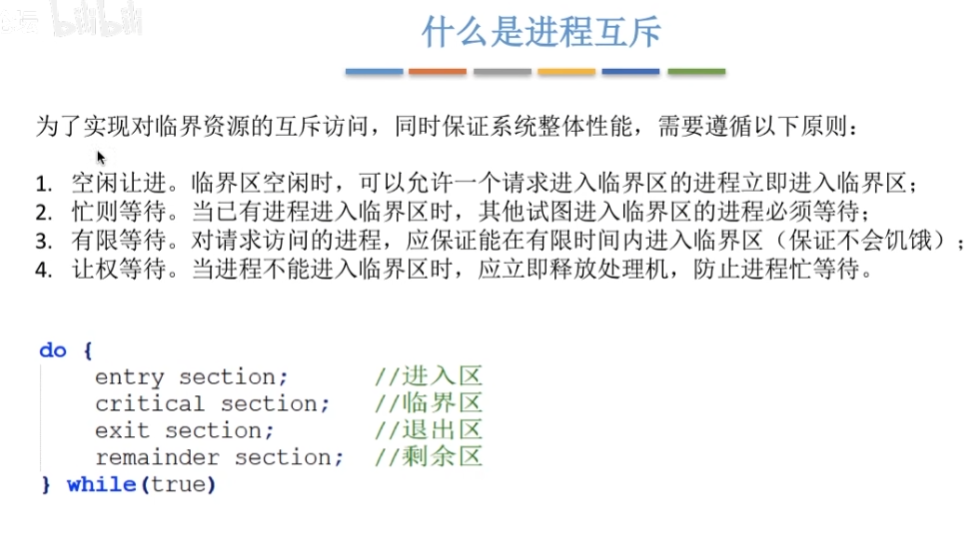 bilibili
什么是进程互斥
为了实现对临界资源的互斥访问，同时保证系统整体性能，需要遵循以下原则：
1. 空闲让进。临界区空闲时，可以允许一个请求进入临界区的进程立即进入临界区；
2. 忙则等待。当已有进程进入临界区时，其他试图进入临界区的进程必须等待；
3. 有限等待。对请求访问的进程，应保证能在有限时间内进入临界区（保证不会饥饿）；
4. 让权等待。当进程不能进入临界区时，应立即释放处理机，防止进程忙等待。
do {
entry section; //进入区
critical section; //临界区
exit section; //退出区
remainder section; //剩余区
} while(true)